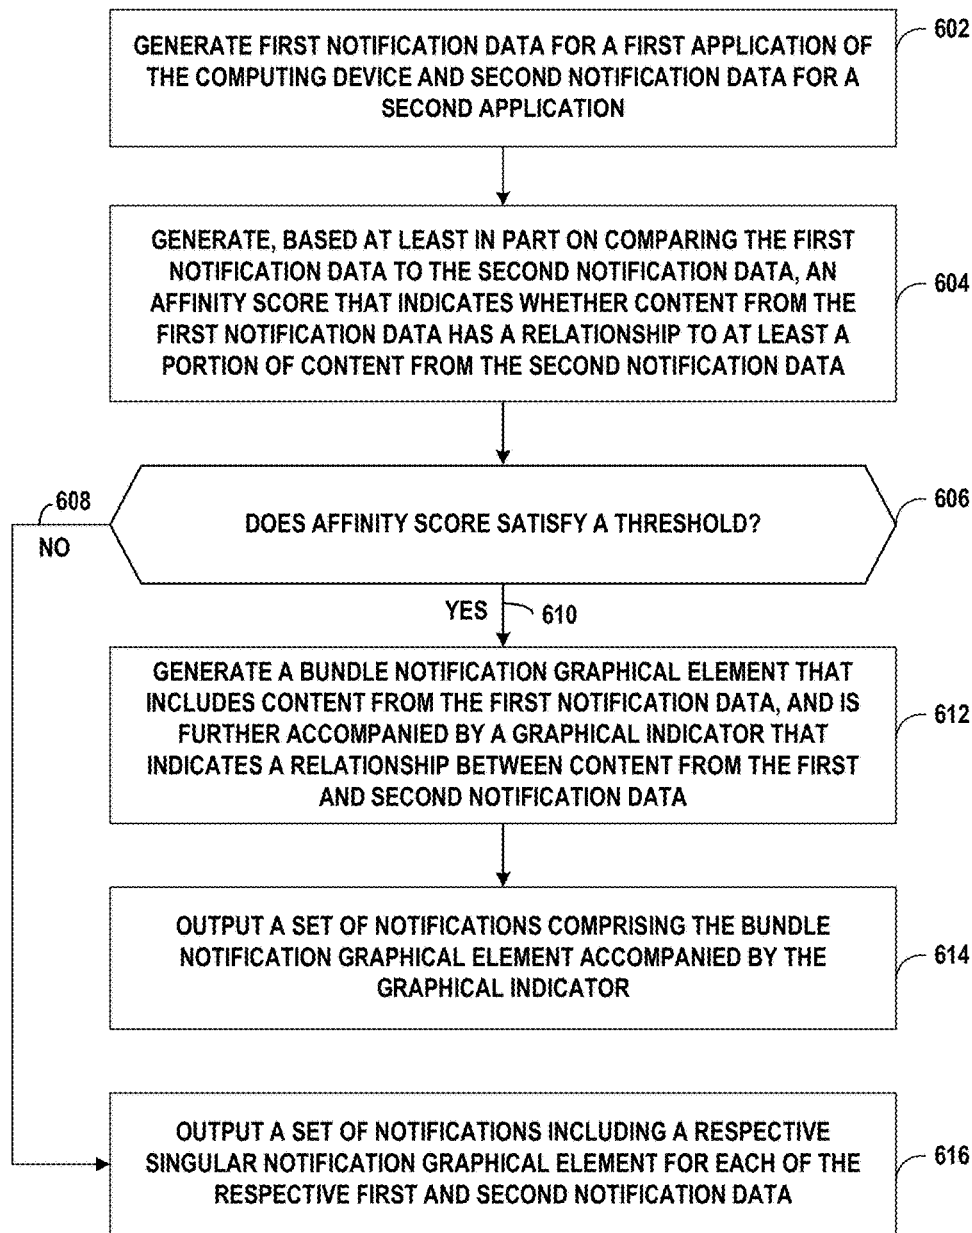 GENERATE FIRST NOTIFICATION DATA FOR A FIRST APPLICATION OF
THE COMPUTING DEVICE AND SECOND NOTIFICATION DATA FOR A
SECOND APPLICATION
602
GENERATE, BASED AT LEAST IN PART ON COMPARING THE FIRST
NOTIFICATION DATA TO THE SECOND NOTIFICATION DATA, AN
AFFINITY SCORE THAT INDICATES WHETHER CONTENT FROM THE
FIRST NOTIFICATION DATA HAS A RELATIONSHIP TO AT LEAST A
PORTION OF CONTENT FROM THE SECOND NOTIFICATION DATA
604
DOES AFFINITY SCORE SATISFY A THRESHOLD?
606
608
NO
YES
610
GENERATE A BUNDLE NOTIFICATION GRAPHICAL ELEMENT THAT
INCLUDES CONTENT FROM THE FIRST NOTIFICATION DATA, AND IS
FURTHER ACCOMPANIED BY A GRAPHICAL INDICATOR THAT
INDICATES A RELATIONSHIP BETWEEN CONTENT FROM THE FIRST
AND SECOND NOTIFICATION DATA
612
OUTPUT A SET OF NOTIFICATIONS COMPRISING THE BUNDLE
NOTIFICATION GRAPHICAL ELEMENT ACCOMPANIED BY THE
GRAPHICAL INDICATOR
614
OUTPUT A SET OF NOTIFICATIONS INCLUDING A RESPECTIVE
SINGULAR NOTIFICATION GRAPHICAL ELEMENT FOR EACH OF THE
RESPECTIVE FIRST AND SECOND NOTIFICATION DATA
616